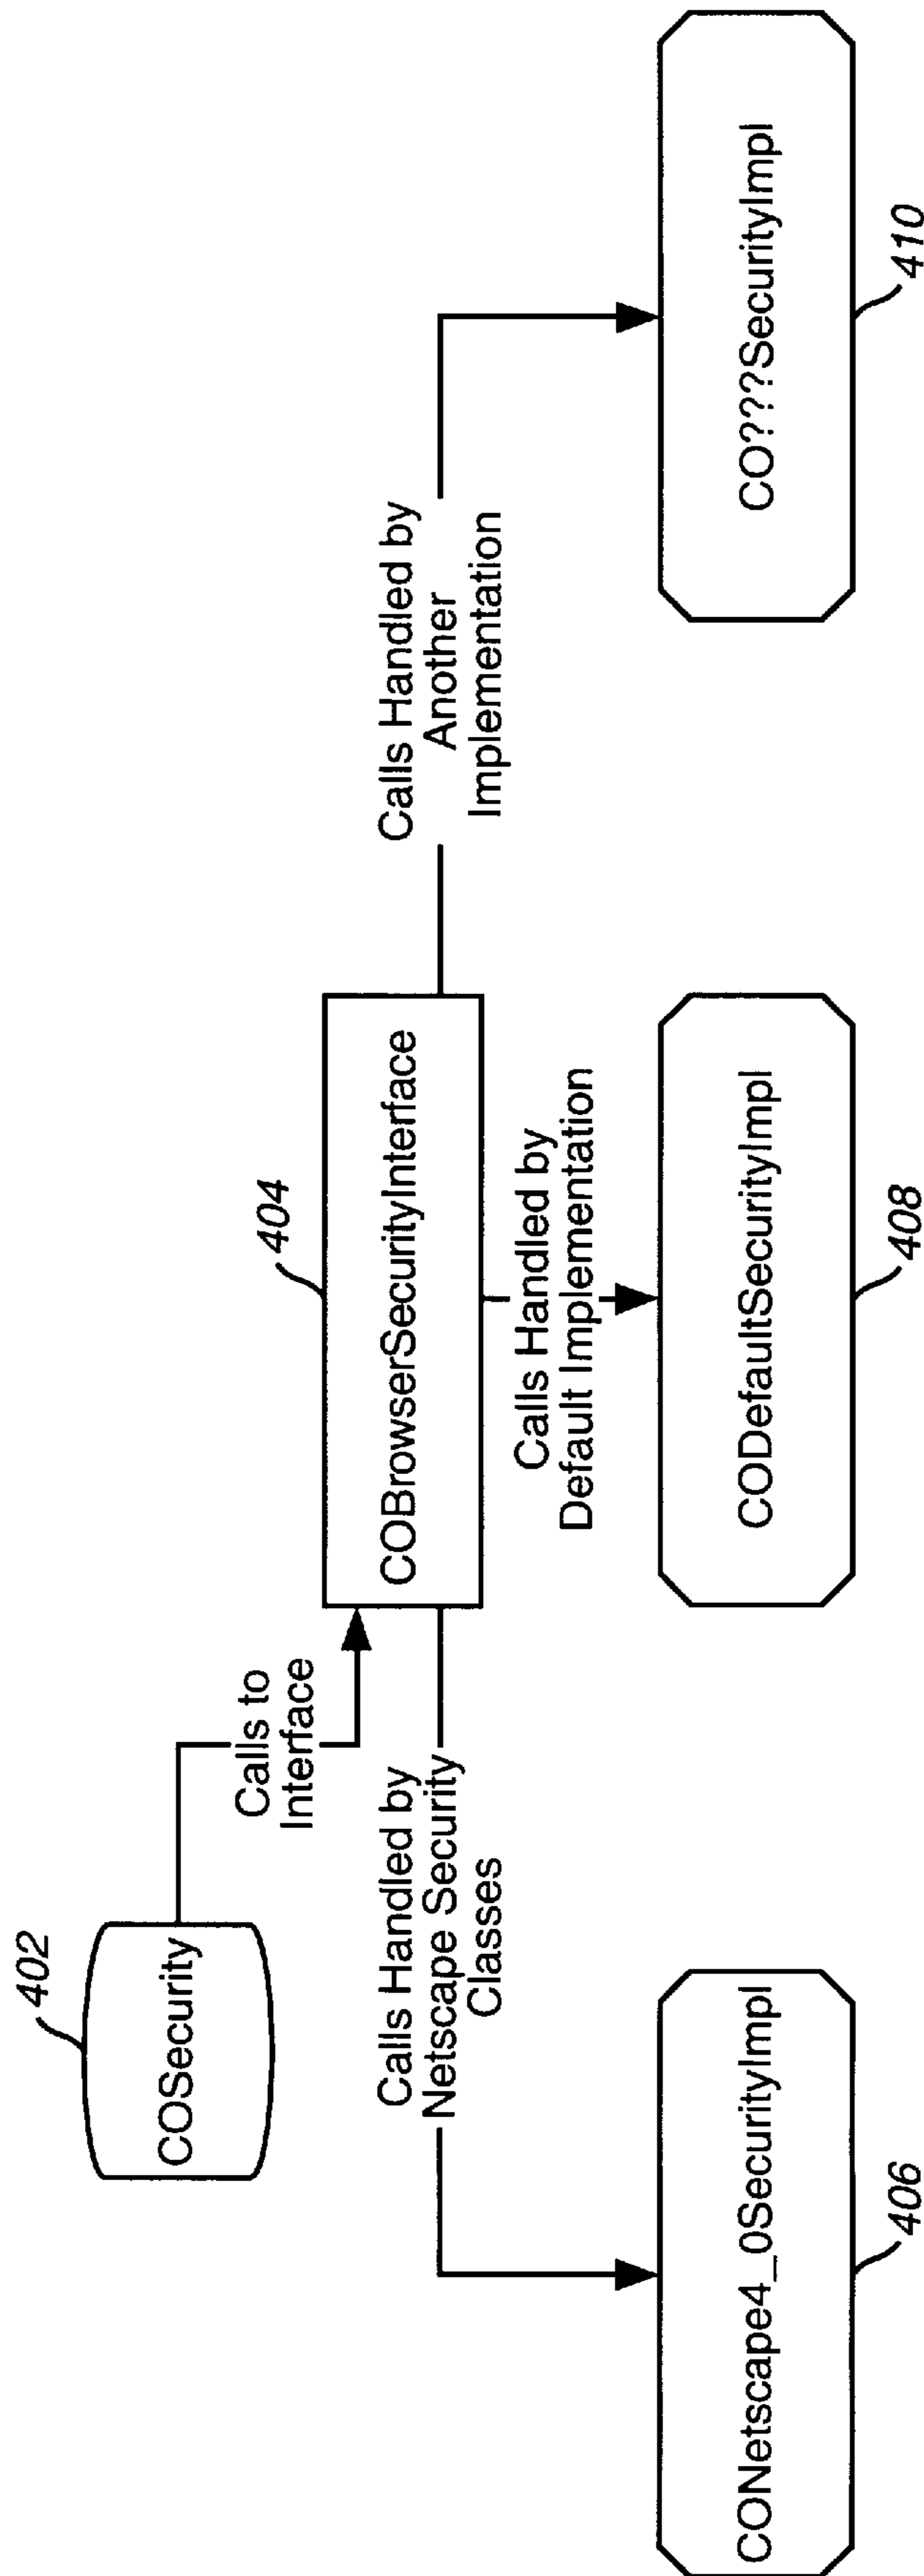 402
COSecurity
Calls to
Interface
404
COBrowserSecurityInterface
Calls Handled by
Netscape Security
Classes
Calls Handled by
Default Implementation
Calls Handled by
Another
Implementation
CONetscape4_0SecurityImpl
406
CODefaultSecurityImpl
408
CO???SecurityImpl
410